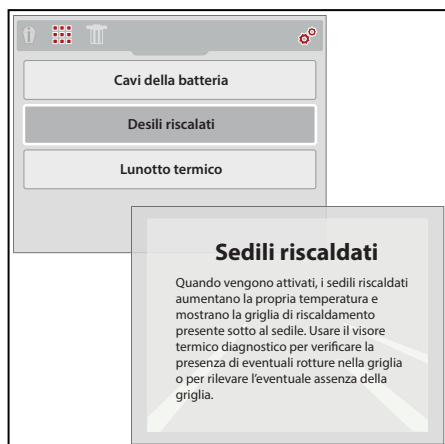 Cavi della batteria
Desili riscalati
Lunotto termico
Sedili riscaldati
Quando vengono attivati, i sedili riscaldati
aumentano la propria temperatura e
mostrano la griglia di riscaldamento
presente sotto al sedile. Usare il visore
termico diagnostico per verificare la
presenza di eventuali rotture nella griglia
o per rilevare l'eventuale assenza della
griglia.